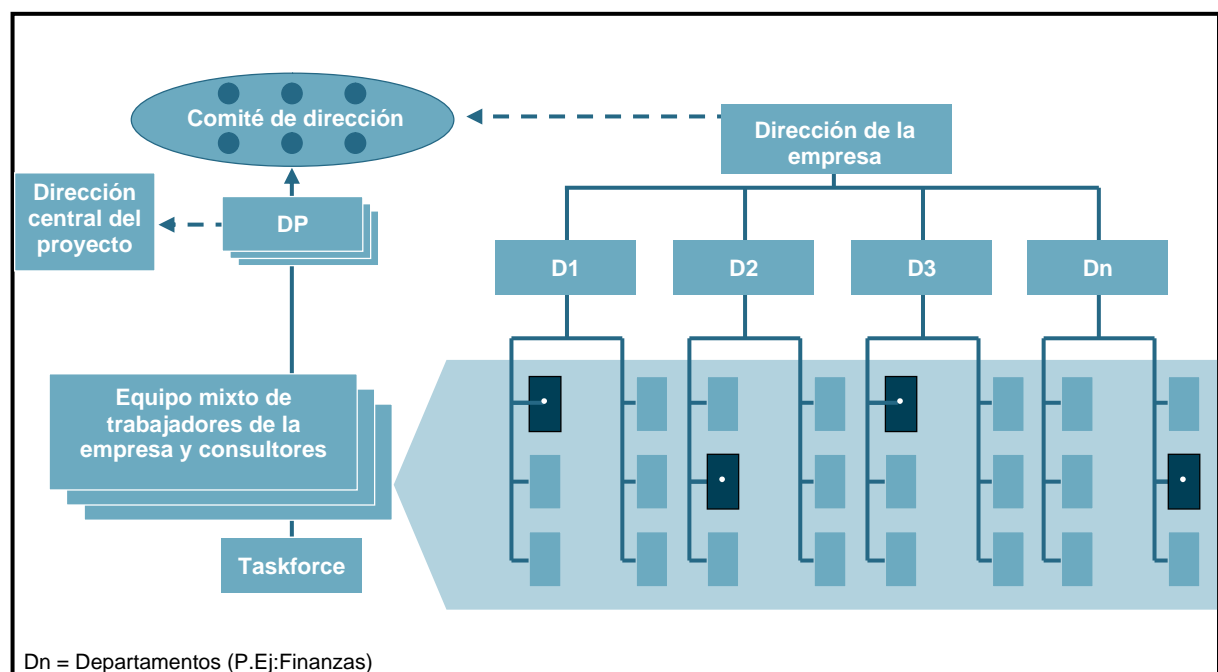 Comité de dirección
Dirección de la
empresa
Dirección
central del
proyecto
DP
D1
D2
D3
Dn
Equipo mixto de
trabajadores de la
empresa y consultores
Taskforce
Dn = Departamentos (P.Ej:Finanzas)